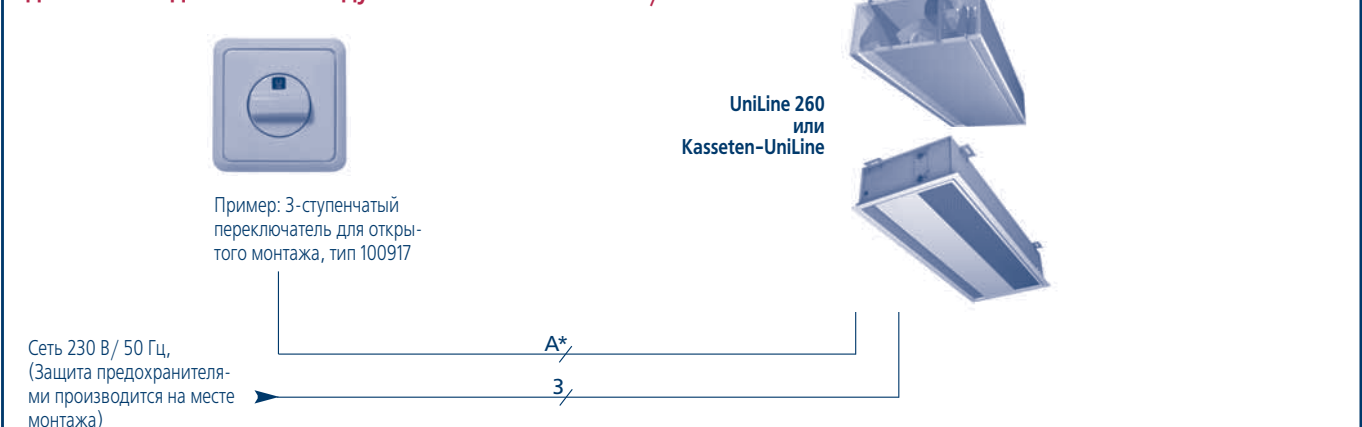 UniLine 260
или
Kasseten-UniLine
Пример: 3-ступенчатый
переключатель для откры-
того монтажа, тип 100917
Сеть 230 В/ 50 Гц,
(Защита предохранителя-
ми производится на месте
монтажа)
A*
3